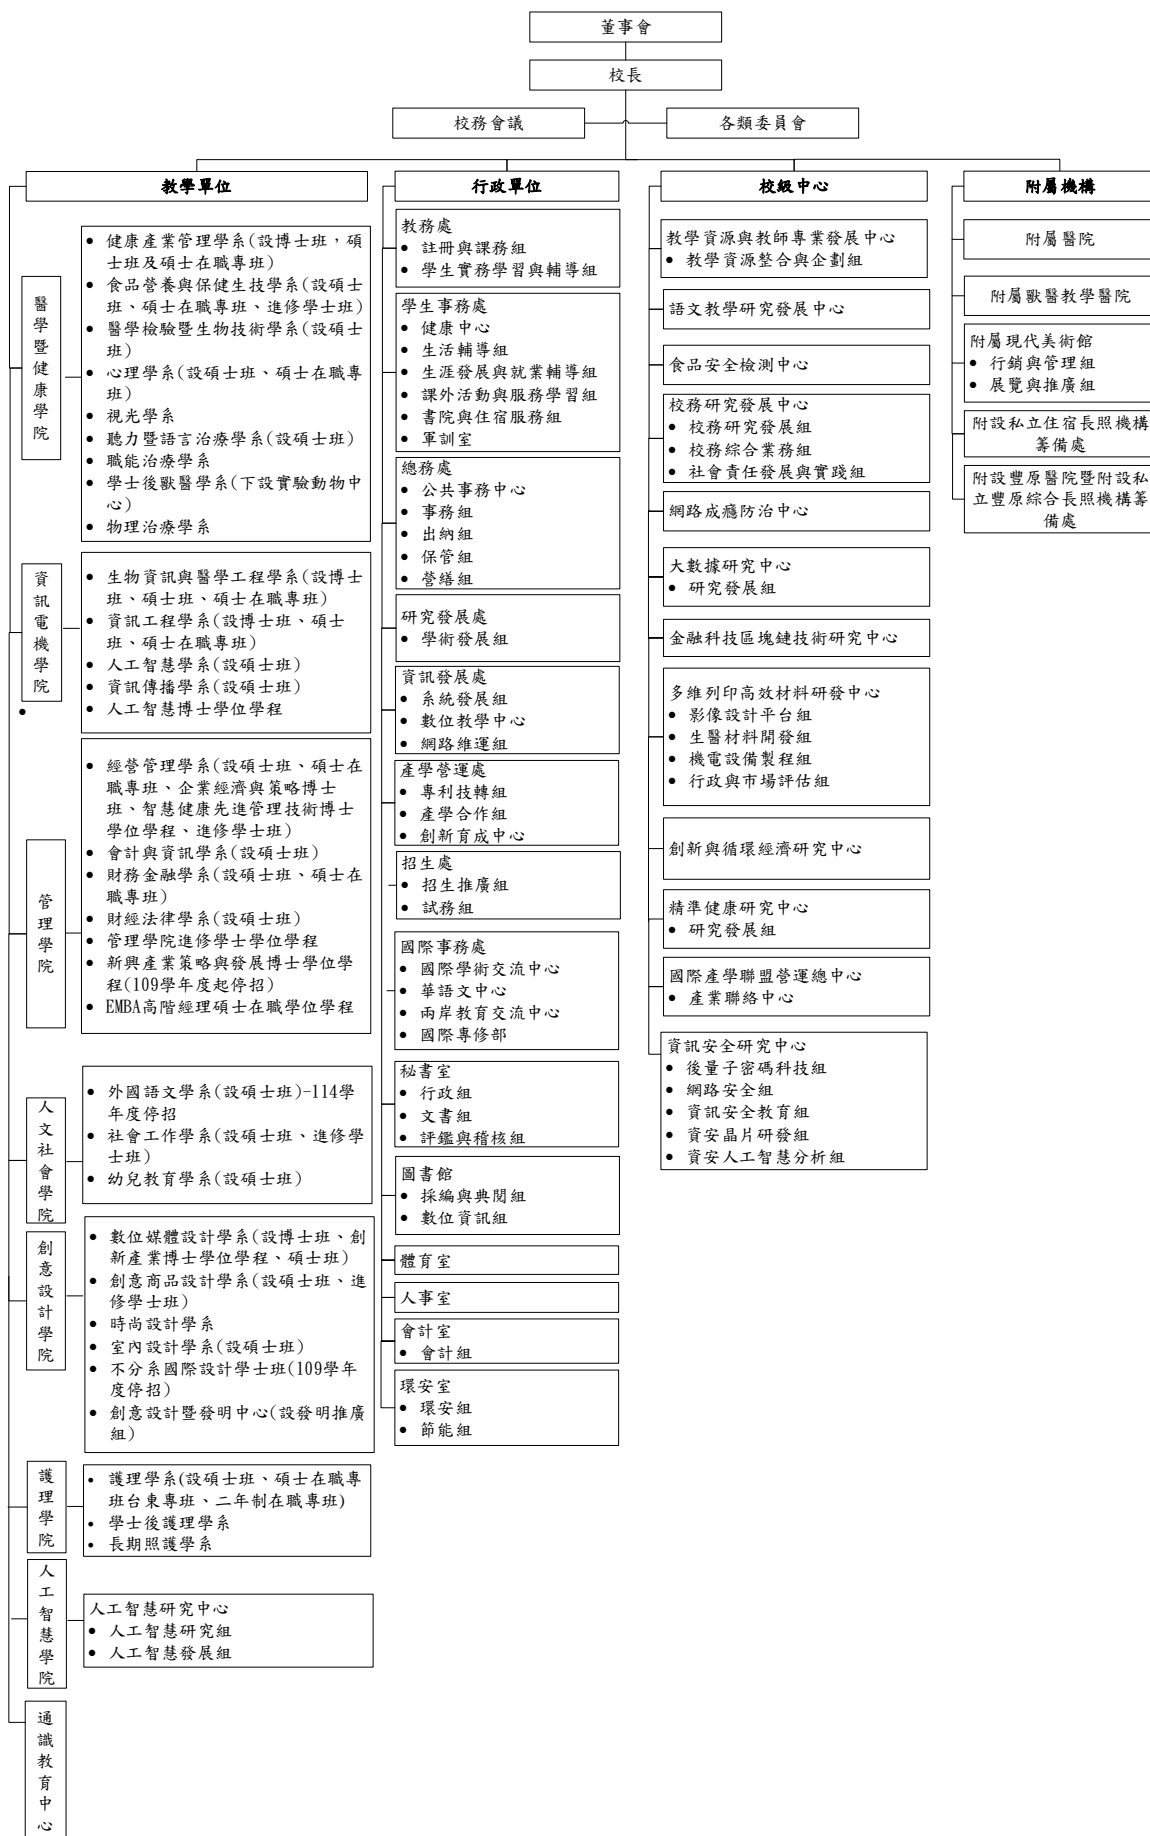 董事會
校長
校務會議
各類委員會
教學單位
醫學暨健康學院
• 健康產業管理學系(設博士班，碩
士班及碩士在職專班)
• 食品營養與保健生技學系(設碩士
班、碩士在職專班、進修學士班)
• 醫學檢驗暨生物技術學系(設碩士
班)
• 心理學系(設碩士班、碩士在職專
班)
• 視光學系
• 聽力暨語言治療學系(設碩士班)
• 職能治療學系
• 學士後獸醫學系(下設實驗動物中
心)
• 物理治療學系
資訊電機學院
•
• 生物資訊與醫學工程學系(設博士
班、碩士班、碩士在職專班)
• 資訊工程學系(設博士班、碩士
班、碩士在職專班)
• 人工智慧學系(設碩士班)
• 資訊傳播學系(設碩士班)
• 人工智慧博士學位學程
管理學院
• 經營管理學系(設碩士班、碩士在
職專班、企業經濟與策略博士
班、智慧健康先進管理技術博士
學位學程、進修學士班)
• 會計與資訊學系(設碩士班)
• 財務金融學系(設碩士班、碩士在
職專班)
• 財經法律學系(設碩士班)
• 管理學院進修學士學位學程
• 新興產業策略與發展博士學位學
程(109學年度起停招)
• EMBA高階經理碩士在職學位學程
人文社會學院
• 外國語文學系(設碩士班)-114學
年度停招
• 社會工作學系(設碩士班、進修學
士班)
• 幼兒教育學系(設碩士班)
創意設計學院
• 數位媒體設計學系(設博士班、創
新產業博士學位學程、碩士班)
• 創意商品設計學系(設碩士班、進
修學士班)
• 時尚設計學系
• 室內設計學系(設碩士班)
• 不分系國際設計學士班(109學年
度停招)
• 創意設計暨發明中心(設發明推廣
組)
護理學院
• 護理學系(設碩士班、碩士在職專
班台東專班、二年制在職專班)
• 學士後護理學系
• 長期照護學系
人工智慧學院
人工智慧研究中心
• 人工智慧研究組
• 人工智慧發展組
通識教育中心
行政單位
教務處
• 註冊與課務組
• 學生實務學習與輔導組
學生事務處
• 健康中心
• 生活輔導組
• 生涯發展與就業輔導組
• 課外活動與服務學習組
• 書院與住宿服務組
• 軍訓室
總務處
• 公共事務中心
• 事務組
• 出納組
• 保管組
• 營繕組
研究發展處
• 學術發展組
資訊發展處
• 系統發展組
• 數位教學中心
• 網路維運組
產學營運處
• 專利技轉組
• 產學合作組
• 創新育成中心
招生處
• 招生推廣組
• 試務組
國際事務處
• 國際學術交流中心
• 華語文中心
• 兩岸教育交流中心
• 國際專修部
秘書室
• 行政組
• 文書組
• 評鑑與稽核組
圖書館
• 採編與典閱組
• 數位資訊組
體育室
人事室
會計室
• 會計組
環安室
• 環安組
• 節能組
校級中心
教學資源與教師專業發展中心
• 教學資源整合與企劃組
語文教學研究發展中心
食品安全檢測中心
校務研究發展中心
• 校務研究發展組
• 校務綜合業務組
• 社會責任發展與實踐組
網路成癮防治中心
大數據研究中心
• 研究發展組
金融科技區塊鏈技術研究中心
多維列印高效材料研發中心
• 影像設計平台組
• 生醫材料開發組
• 機電設備製程組
• 行政與市場評估組
創新與循環經濟研究中心
精準健康研究中心
• 研究發展組
國際產學聯盟營運總中心
• 產業聯絡中心
資訊安全研究中心
• 後量子密碼科技組
• 網路安全組
• 資訊安全教育組
• 資安晶片研發組
• 資安人工智慧分析組
附屬機構
附屬醫院
附屬獸醫教學醫院
附屬現代美術館
• 行銷與管理組
• 展覽與推廣組
附設私立住宿長照機構
籌備處
附設豐原醫院暨附設私
立豐原綜合長照機構籌
備處